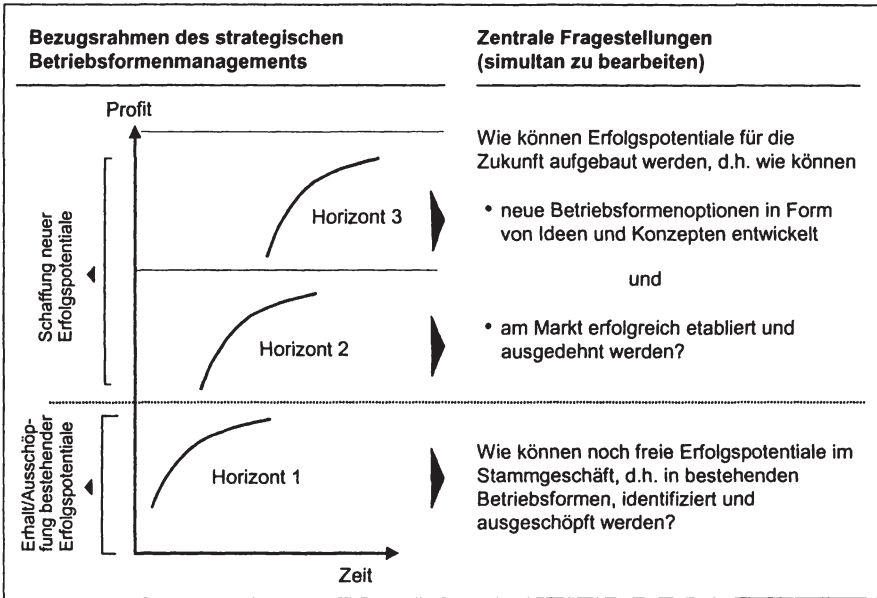 Bezugsrahmen des strategischen
Betriebsformenmanagements
Zentrale Fragestellungen
(simultan zu bearbeiten)
Profit
Schaffung neuer
Erfolgspotentiale
Horizont 3
Wie können Erfolgspotentiale für die
Zukunft aufgebaut werden, d.h. wie können
• neue Betriebsformenoptionen in Form
von Ideen und Konzepten entwickelt
und
Horizont 2
• am Markt erfolgreich etabliert und
ausgedehnt werden?
Erhalt/Ausschöp-
fung bestehender
Erfolgspotentiale
Horizont 1
Wie können noch freie Erfolgspotentiale im
Stammgeschäft, d.h. in bestehenden
Betriebsformen, identifiziert und
ausgeschöpft werden?
Zeit